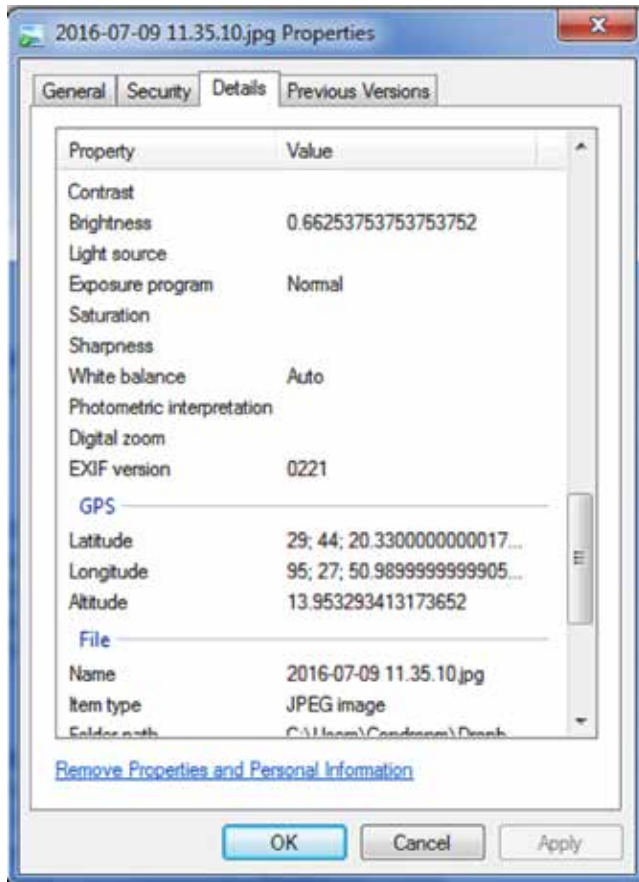 2016-07-09 11.35.10.jpg Properties
General Security Details Previous Versions
Property Value
Contrast
Brightness 0.66253753753753752
Light source
Exposure program Normal
Saturation
Sharpness
White balance Auto
Photometric interpretation
Digital zoom
EXIF version 0221
GPS
Latitude 29; 44; 20.3300000000017...
Longitude 95; 27; 50.9899999999905...
Altitude 13.953293413173652
File
Name 2016-07-09 11.35.10.jpg
Item type JPEG image
Folder path
Remove Properties and Personal Information
OK Cancel Apply